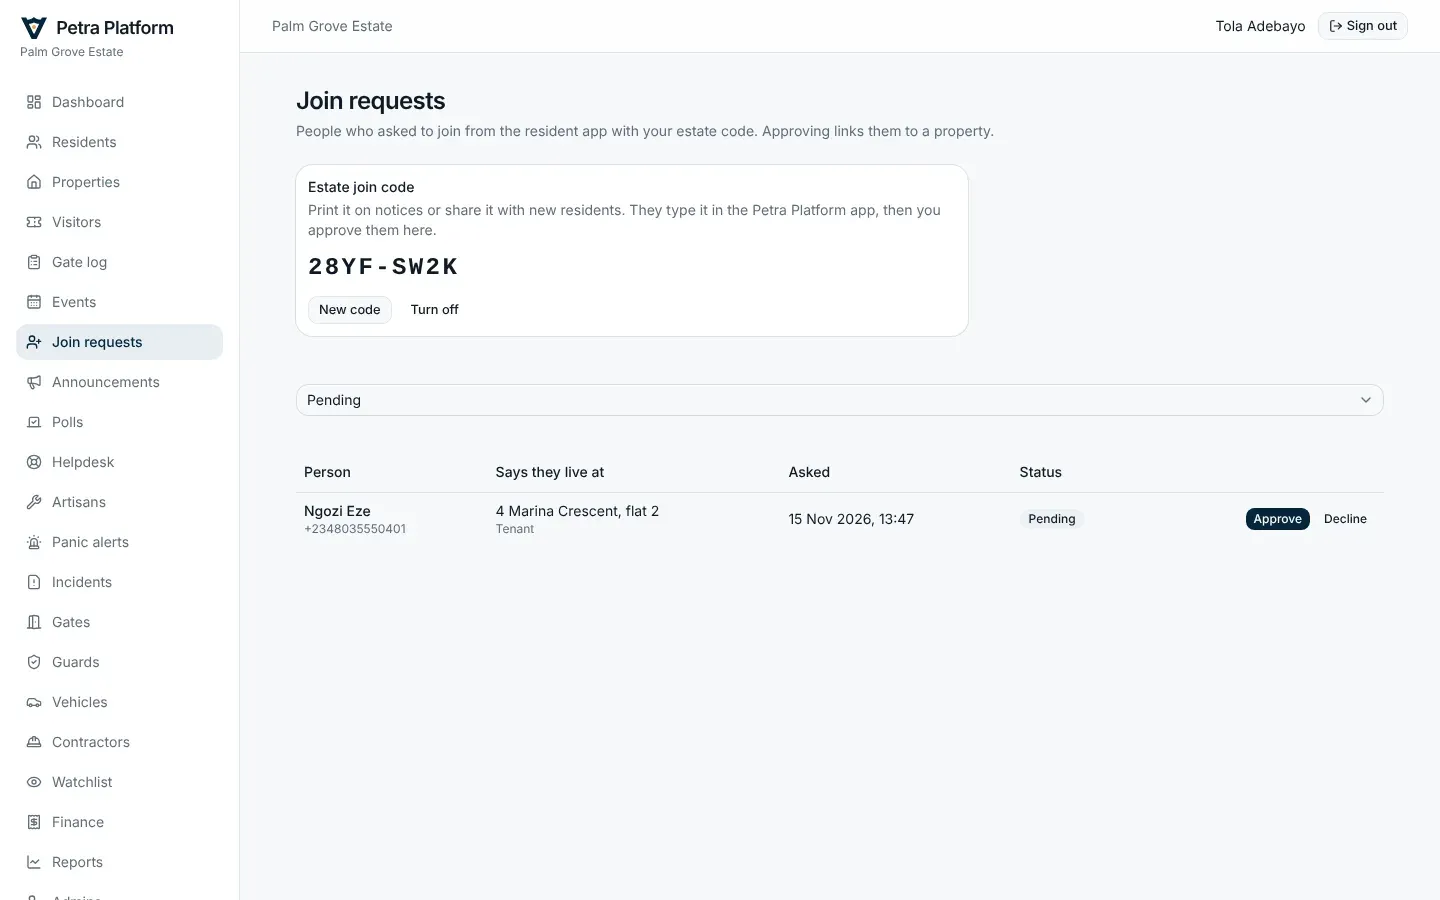 Petra Platform
Palm Grove Estate
Dashboard
Residents
Properties
Visitors
Gate log
Events
Join requests
Announcements
Polls
Helpdesk
Artisans
Panic alerts
Incidents
Gates
Guards
Vehicles
Contractors
Watchlist
Finance
Reports
Palm Grove Estate
Tola Adebayo
Sign out
Join requests
People who asked to join from the resident app with your estate code. Approving links them to a property.
Estate join code
Print it on notices or share it with new residents. They type it in the Petra Platform app, then you
approve them here.
28YF-SW2K
New code Turn off
Pending
Person Says they live at Asked Status
Ngozi Eze 4 Marina Crescent, flat 2 15 Nov 2026, 13:47 Pending Approve Decline
+2348035550401 Tenant